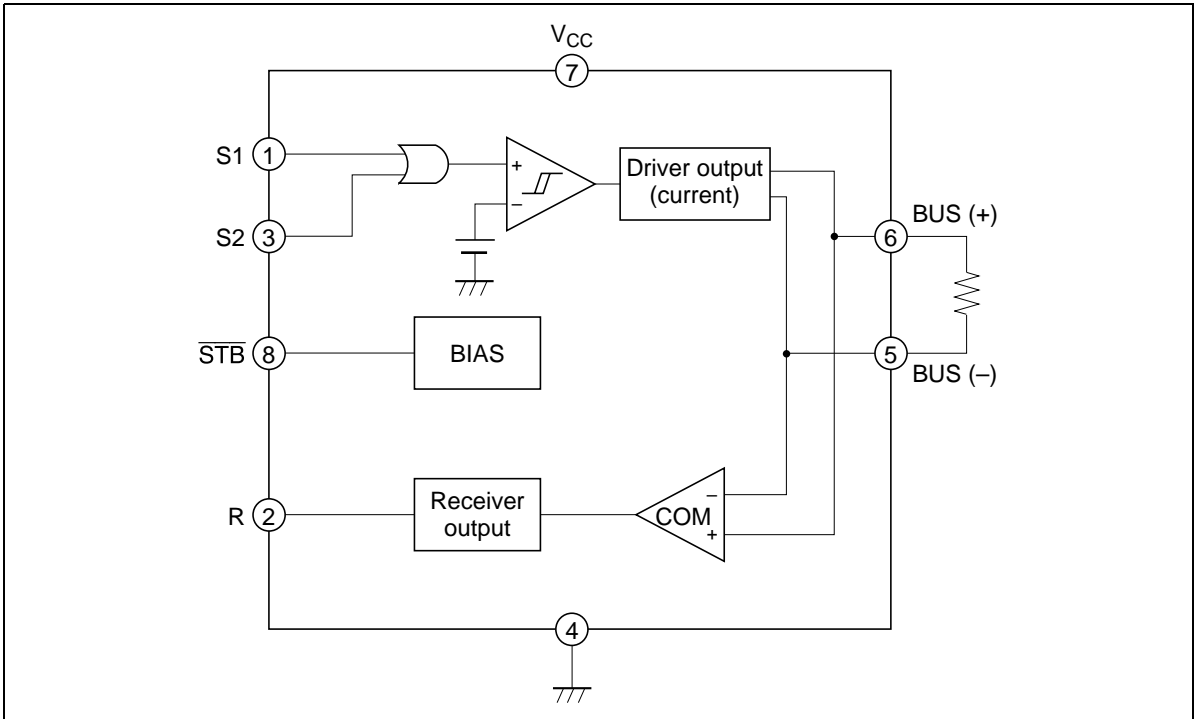 VCC
7
S1 1
+
Driver output
(current)
–
BUS (+)
S2 3
6
S̅T̅B̅ 8
BIAS
5
BUS (–)
R 2
Receiver
output
–
COM
+
4